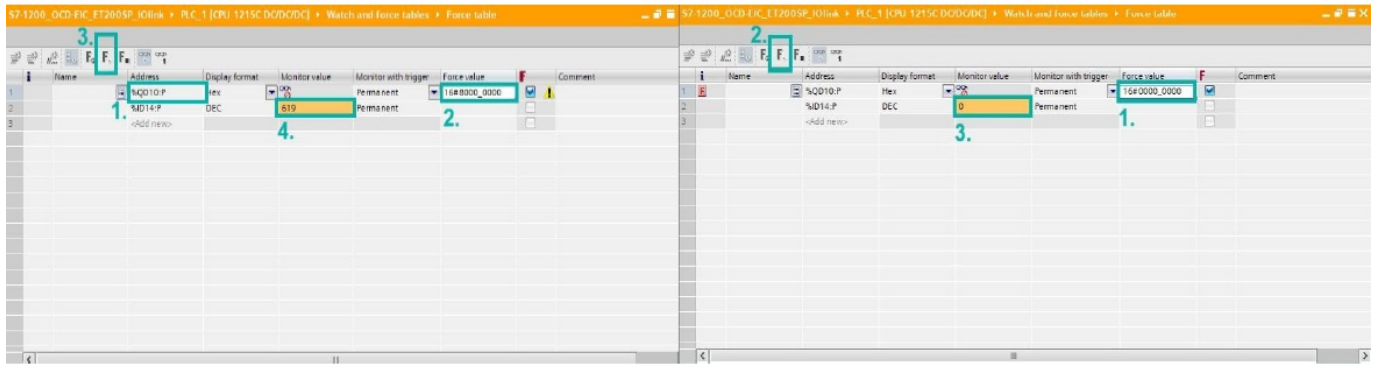 S7-1200_OCD-EIC_ET200SP_IOlink ▸ PLC_1 [CPU 1215C DC/DC/DC] ▸ Watch and force tables ▸ Force table
3.
i Name Address Display format Monitor value Monitor with trigger Force value F Comment
1 %QD10:P Hex Permanent 16#8000_0000
1.
2 %ID14:P DEC 619 Permanent
2.
3 <Add new>
4.
S7-1200_OCD-EIC_ET200SP_IOlink ▸ PLC_1 [CPU 1215C DC/DC/DC] ▸ Watch and force tables ▸ Force table
2.
i Name Address Display format Monitor value Monitor with trigger Force value F Comment
1 F %QD10:P Hex Permanent 16#0000_0000
2 %ID14:P DEC 0 Permanent
1.
3 <Add new>
3.